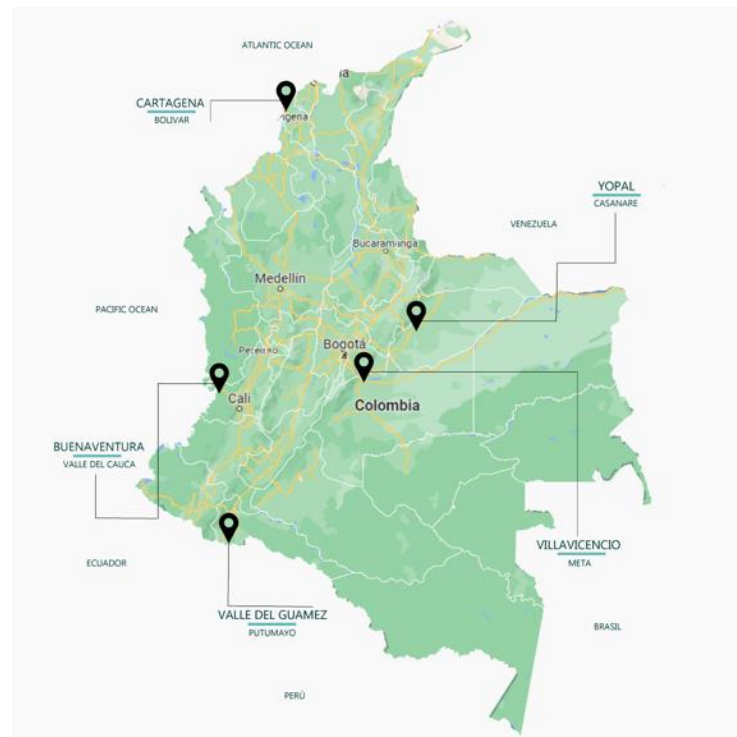 ATLANTIC OCEAN
CARTAGENA
BOLIVAR
YOPAL
CASANARE
VENEZUELA
Bucaramanga
Medellín
PACIFIC OCEAN
Bogotá
Cali
Colombia
BUENAVENTURA
VALLE DEL CAUCA
VILLAVICENCIO
META
ECUADOR
VALLE DEL GUAMEZ
PUTUMAYO
BRASIL
PERÚ